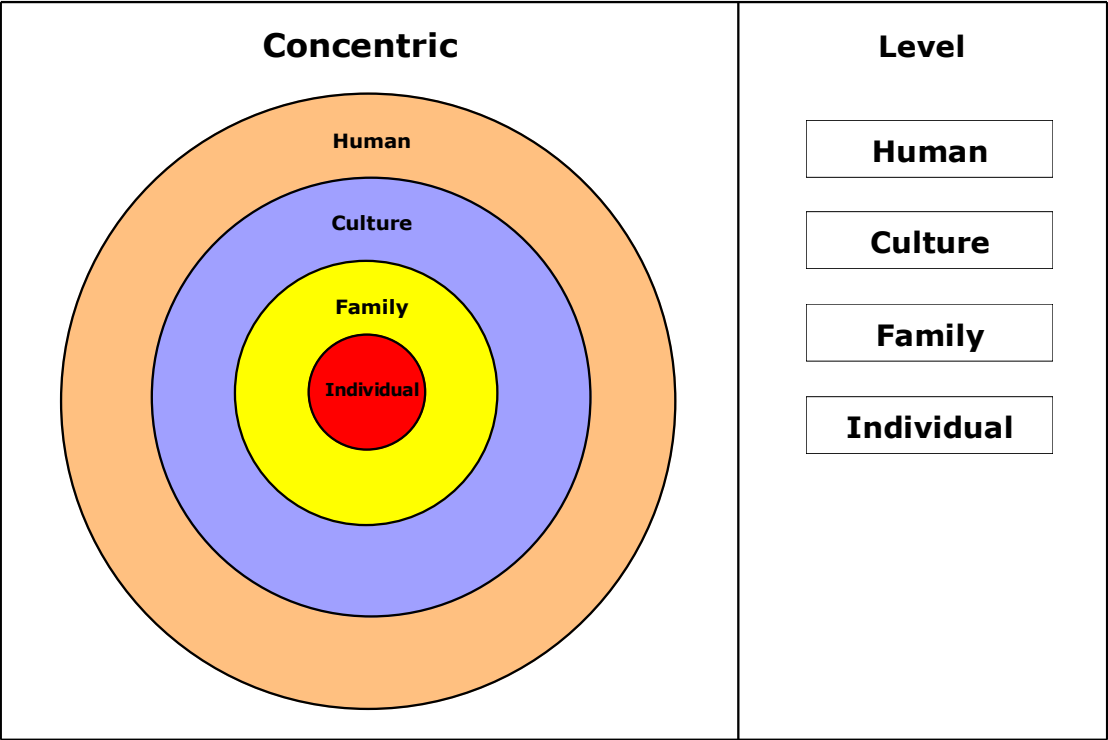 Concentric
Human
Culture
Family
Individual
Level
Human
Culture
Family
Individual